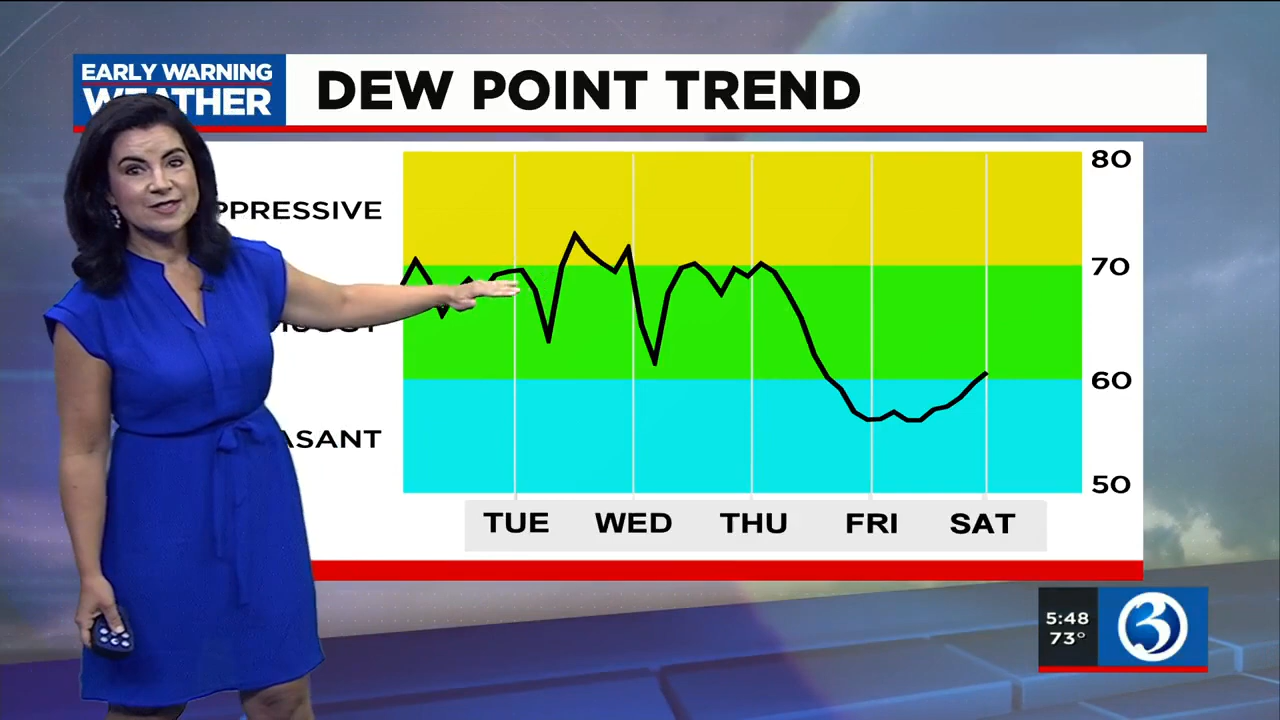 EARLY WARNING
WEATHER
DEW POINT TREND
80
PPRESSIVE
70
60
ASANT
50
TUE WED THU FRI SAT
5:48
73°
3